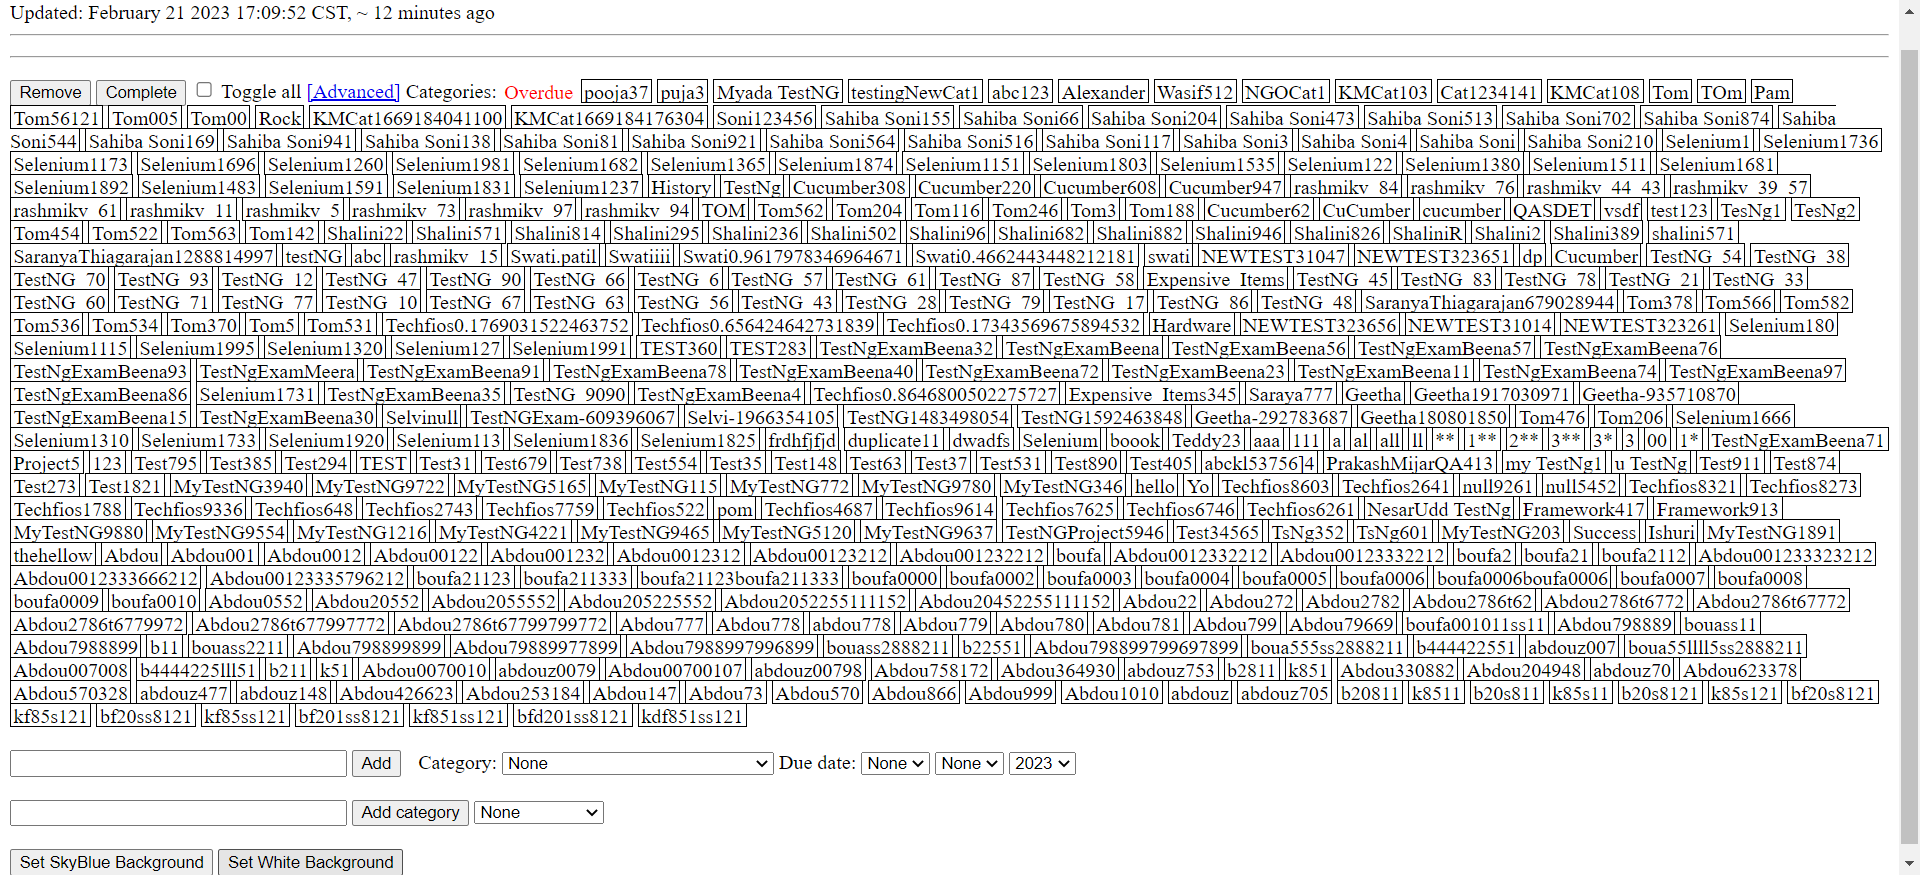 Updated: February 21 2023 17:09:52 CST, ~ 12 minutes ago
Remove Complete Toggle all [Advanced] Categories: Overdue pooja37 puja3 Myada TestNG testingNewCat1 abc123 Alexander Wasif512 NGOCat1 KMCat103 Cat1234141 KMCat108 Tom TOm Pam
Tom56121 Tom005 Tom00 Rock KMCat1669184041100 KMCat1669184176304 Soni123456 Sahiba Soni155 Sahiba Soni66 Sahiba Soni204 Sahiba Soni473 Sahiba Soni513 Sahiba Soni702 Sahiba Soni874 Sahiba
Soni544 Sahiba Soni169 Sahiba Soni941 Sahiba Soni138 Sahiba Soni81 Sahiba Soni921 Sahiba Soni564 Sahiba Soni516 Sahiba Soni117 Sahiba Soni3 Sahiba Soni4 Sahiba Soni Sahiba Soni210 Selenium1 Selenium1736
Selenium1173 Selenium1696 Selenium1260 Selenium1981 Selenium1682 Selenium1365 Selenium1874 Selenium1151 Selenium1803 Selenium1535 Selenium122 Selenium1380 Selenium1511 Selenium1681
Selenium1892 Selenium1483 Selenium1591 Selenium1831 Selenium1237 History TestNg Cucumber308 Cucumber220 Cucumber608 Cucumber947 rashmikv_84 rashmikv_76 rashmikv_44_43 rashmikv_39_57
rashmikv_61 rashmikv_11 rashmikv_5 rashmikv_73 rashmikv_97 rashmikv_94 TOM Tom562 Tom204 Tom116 Tom246 Tom3 Tom188 Cucumber62 CuCumber cucumber QASDET vsdf test123 TesNg1 TesNg2
Tom454 Tom522 Tom563 Tom142 Shalini22 Shalini571 Shalini814 Shalini295 Shalini236 Shalini502 Shalini96 Shalini682 Shalini882 Shalini946 Shalini826 ShaliniR Shalini2 Shalini389 shalini571
SaranyaThiagarajan1288814997 testNG abc rashmikv_15 Swati.patil Swatiiii Swati0.9617978346964671 Swati0.4662443448212181 swati NEWTEST31047 NEWTEST323651 dp Cucumber TestNG_54 TestNG_38
TestNG_70 TestNG_93 TestNG_12 TestNG_47 TestNG_90 TestNG_66 TestNG_6 TestNG_57 TestNG_61 TestNG_87 TestNG_58 Expensive_Items TestNG_45 TestNG_83 TestNG_78 TestNG_21 TestNG_33
TestNG_60 TestNG_71 TestNG_77 TestNG_10 TestNG_67 TestNG_63 TestNG_56 TestNG_43 TestNG_28 TestNG_79 TestNG_17 TestNG_86 TestNG_48 SaranyaThiagarajan679028944 Tom378 Tom566 Tom582
Tom536 Tom534 Tom370 Tom5 Tom531 Techfios0.1769031522463752 Techfios0.656424642731839 Techfios0.17343569675894532 Hardware NEWTEST323656 NEWTEST31014 NEWTEST323261 Selenium180
Selenium1115 Selenium1995 Selenium1320 Selenium127 Selenium1991 TEST360 TEST283 TestNgExamBeena32 TestNgExamBeena TestNgExamBeena56 TestNgExamBeena57 TestNgExamBeena76
TestNgExamBeena93 TestNgExamMeera TestNgExamBeena91 TestNgExamBeena78 TestNgExamBeena40 TestNgExamBeena72 TestNgExamBeena23 TestNgExamBeena11 TestNgExamBeena74 TestNgExamBeena97
TestNgExamBeena86 Selenium1731 TestNgExamBeena35 TestNG_9090 TestNgExamBeena4 Techfios0.8646800502275727 Expensive_Items345 Saraya777 Geetha Geetha1917030971 Geetha-935710870
TestNgExamBeena15 TestNgExamBeena30 Selvinull TestNGExam-609396067 Selvi-1966354105 TestNG1483498054 TestNG1592463848 Geetha-292783687 Geetha180801850 Tom476 Tom206 Selenium1666
Selenium1310 Selenium1733 Selenium1920 Selenium113 Selenium1836 Selenium1825 frdhfjfjd duplicate11 dwadfs Selenium boook Teddy23 aaa 111 a al all ll ** 1** 2** 3** 3* 3 00 1* TestNgExamBeena71
Project5 123 Test795 Test385 Test294 TEST Test31 Test679 Test738 Test554 Test35 Test148 Test63 Test37 Test531 Test890 Test405 abckl53756]4 PrakashMijarQA413 my TestNg1 u TestNg Test911 Test874
Test273 Test1821 MyTestNG3940 MyTestNG9722 MyTestNG5165 MyTestNG115 MyTestNG772 MyTestNG9780 MyTestNG346 hello Yo Techfios8603 Techfios2641 null9261 null5452 Techfios8321 Techfios8273
Techfios1788 Techfios9336 Techfios648 Techfios2743 Techfios7759 Techfios522 pom Techfios4687 Techfios9614 Techfios7625 Techfios6746 Techfios6261 NesarUdd TestNg Framework417 Framework913
MyTestNG9880 MyTestNG9554 MyTestNG1216 MyTestNG4221 MyTestNG9465 MyTestNG5120 MyTestNG9637 TestNGProject5946 Test34565 TsNg352 TsNg601 MyTestNG203 Success Ishuri MyTestNG1891
thehellow Abdou Abdou001 Abdou0012 Abdou00122 Abdou001232 Abdou0012312 Abdou00123212 Abdou001232212 boufa Abdou0012332212 Abdou00123332212 boufa2 boufa21 boufa2112 Abdou001233323212
Abdou0012333666212 Abdou00123335796212 boufa21123 boufa211333 boufa21123boufa211333 boufa0000 boufa0002 boufa0003 boufa0004 boufa0005 boufa0006 boufa0006boufa0006 boufa0007 boufa0008
boufa0009 boufa0010 Abdou0552 Abdou20552 Abdou2055552 Abdou205225552 Abdou2052255111152 Abdou20452255111152 Abdou22 Abdou272 Abdou2782 Abdou2786t62 Abdou2786t6772 Abdou2786t67772
Abdou2786t6779972 Abdou2786t677997772 Abdou2786t67799799772 Abdou777 Abdou778 abdou778 Abdou779 Abdou780 Abdou781 Abdou799 Abdou79669 boufa001011ss11 Abdou798889 bouass11
Abdou7988899 b11 bouass2211 Abdou798899899 Abdou79889977899 Abdou7988997996899 bouass2888211 b22551 Abdou798899799697899 boua555ss2888211 b444422551 abdouz007 boua55llll5ss2888211
Abdou007008 b4444225lll51 b211 k51 Abdou0070010 abdouz0079 Abdou00700107 abdouz00798 Abdou758172 Abdou364930 abdouz753 b2811 k851 Abdou330882 Abdou204948 abdouz70 Abdou623378
Abdou570328 abdouz477 abdouz148 Abdou426623 Abdou253184 Abdou147 Abdou73 Abdou570 Abdou866 Abdou999 Abdou1010 abdouz abdouz705 b20811 k8511 b20s811 k85s11 b20s8121 k85s121 bf20s8121
kf85s121 bf20ss8121 kf85ss121 bf201ss8121 kf851ss121 bfd201ss8121 kdf851ss121
Add Category: None Due date: None None 2023
Add category None
Set SkyBlue Background Set White Background